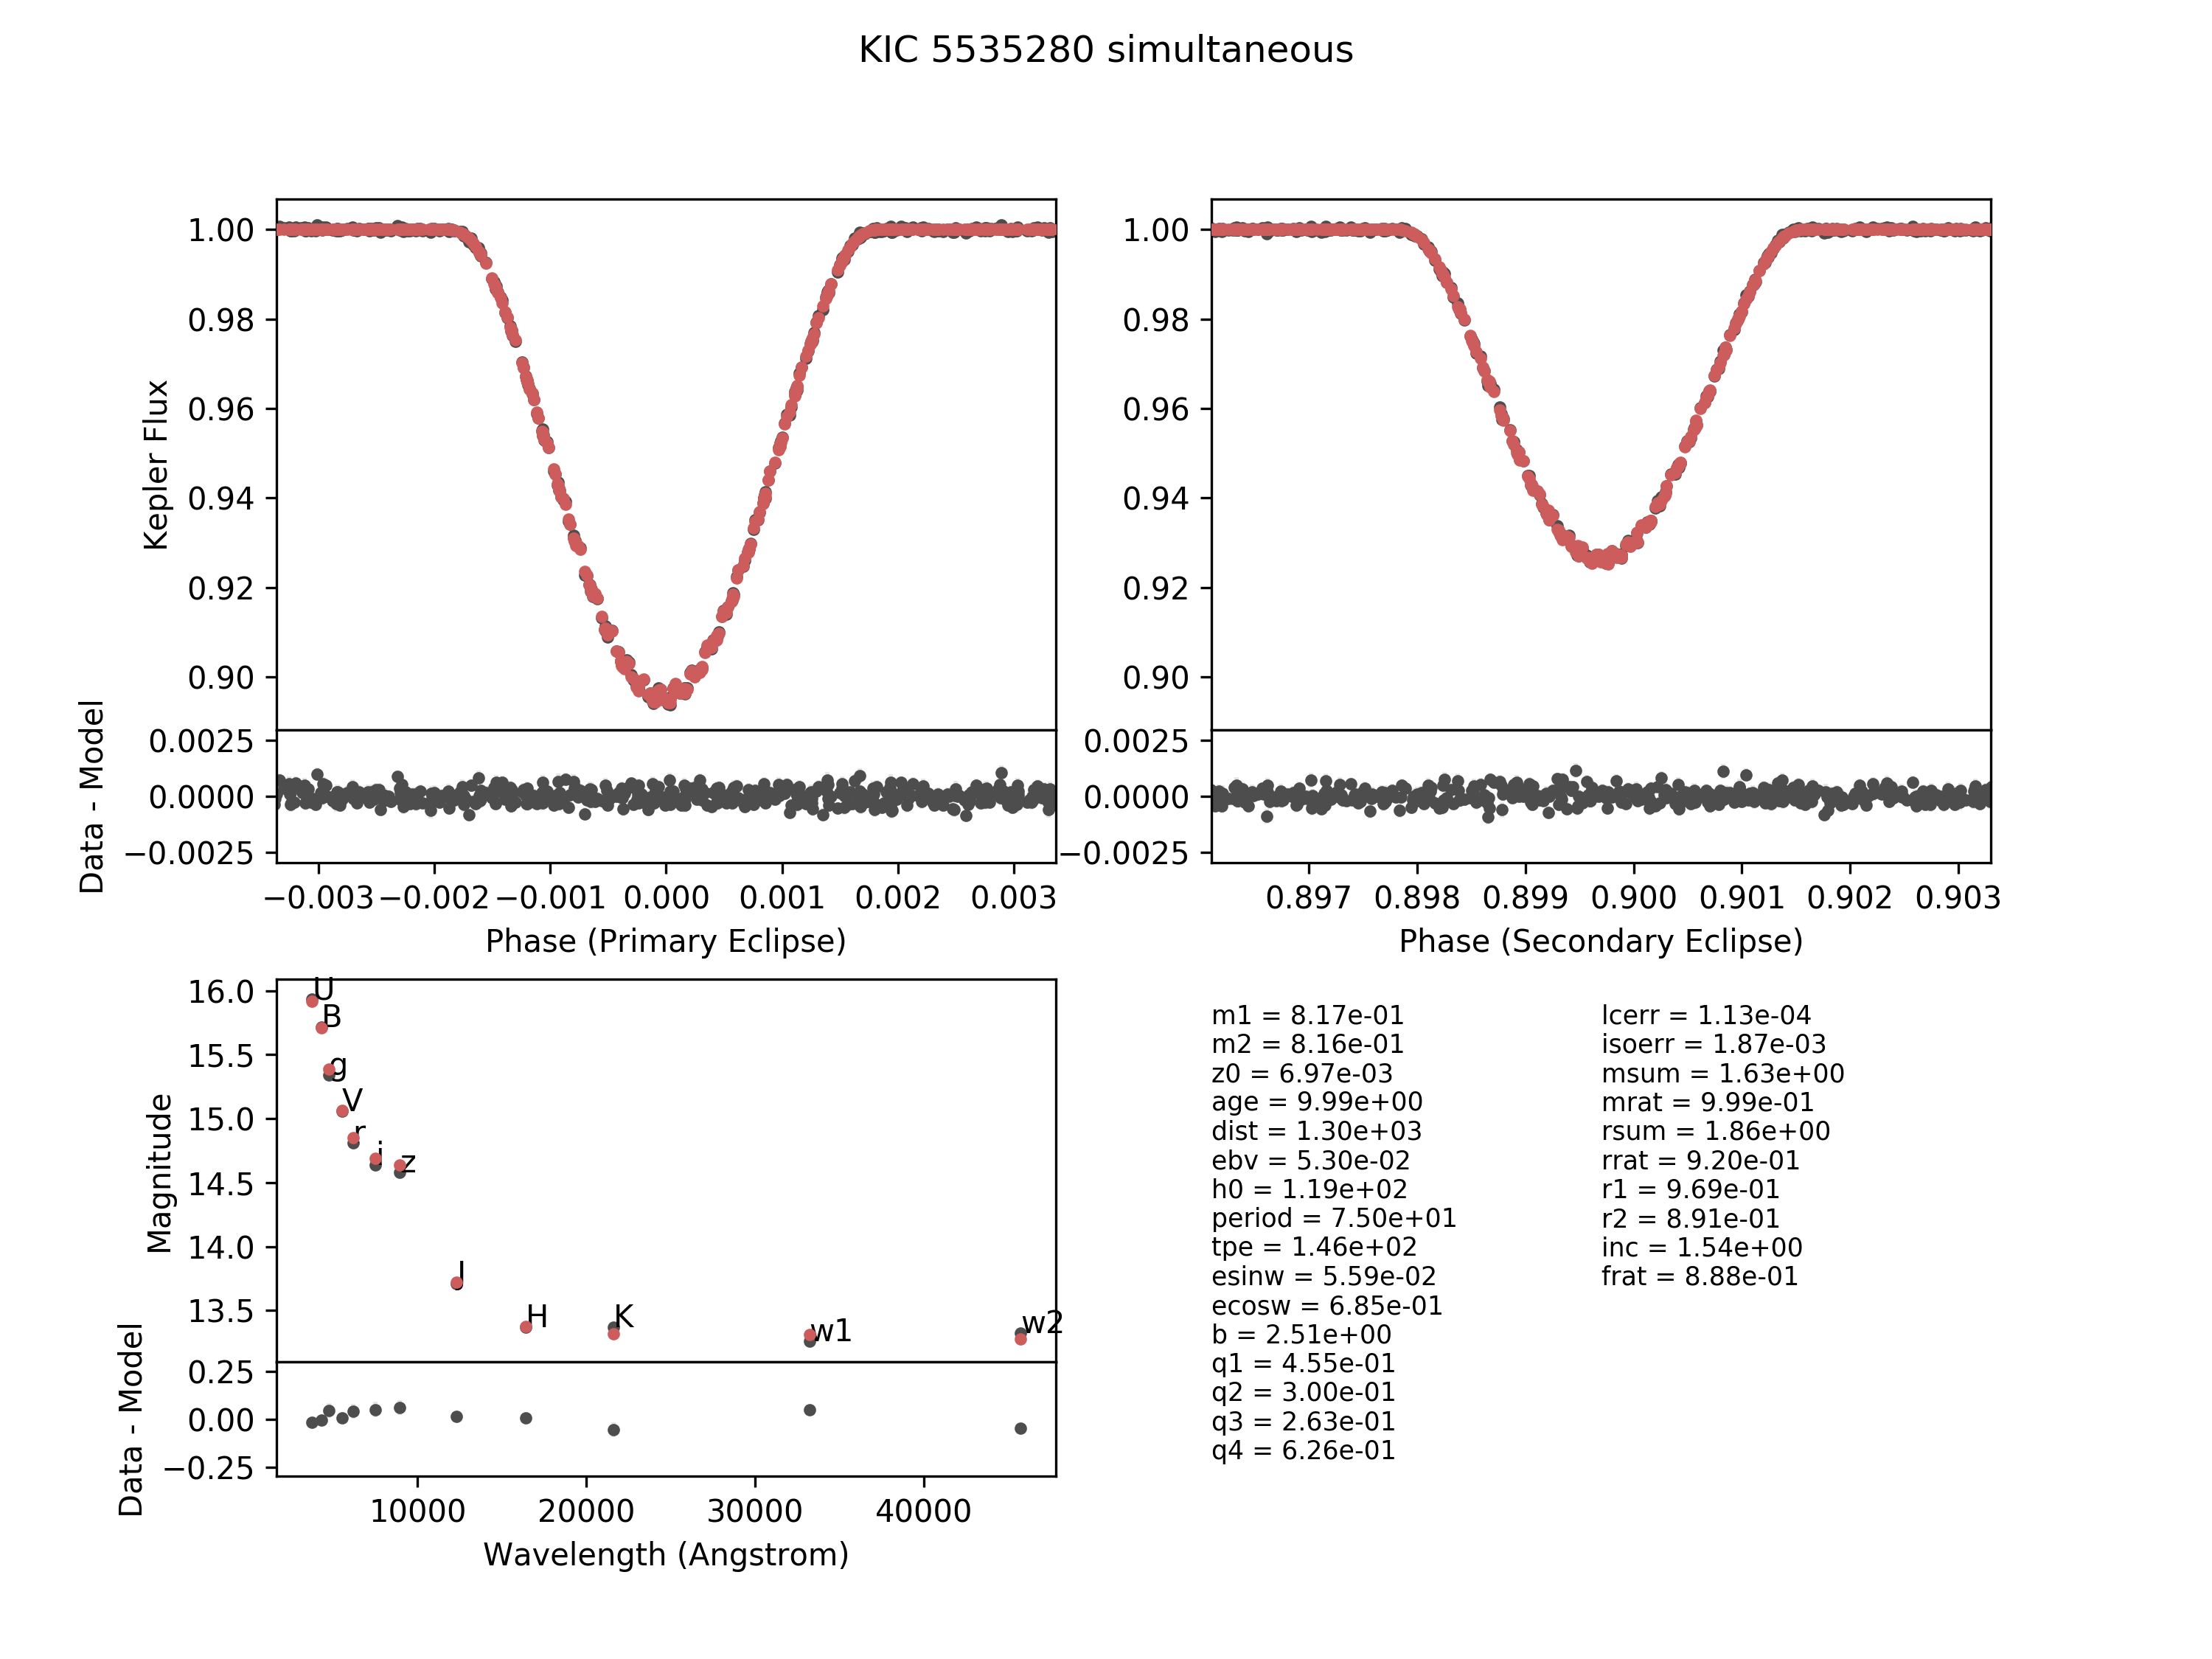 KIC 5535280 simultaneous
Kepler Flux
1.00
0.98
0.96
0.94
0.92
0.90
Data - Model
0.0025
0.0000
−0.0025
−0.003 −0.002 −0.001 0.000 0.001 0.002 0.003
Phase (Primary Eclipse)
1.00
0.98
0.96
0.94
0.92
0.90
0.0025
0.0000
−0.0025
0.897 0.898 0.899 0.900 0.901 0.902 0.903
Phase (Secondary Eclipse)
Magnitude
16.0
15.5
15.0
14.5
14.0
13.5
U
B
g
V
r
i
z
J
H
K
w1
w2
Data - Model
0.25
0.00
−0.25
10000 20000 30000 40000
Wavelength (Angstrom)
m1 = 8.17e-01
m2 = 8.16e-01
z0 = 6.97e-03
age = 9.99e+00
dist = 1.30e+03
ebv = 5.30e-02
h0 = 1.19e+02
period = 7.50e+01
tpe = 1.46e+02
esinw = 5.59e-02
ecosw = 6.85e-01
b = 2.51e+00
q1 = 4.55e-01
q2 = 3.00e-01
q3 = 2.63e-01
q4 = 6.26e-01
lcerr = 1.13e-04
isoerr = 1.87e-03
msum = 1.63e+00
mrat = 9.99e-01
rsum = 1.86e+00
rrat = 9.20e-01
r1 = 9.69e-01
r2 = 8.91e-01
inc = 1.54e+00
frat = 8.88e-01